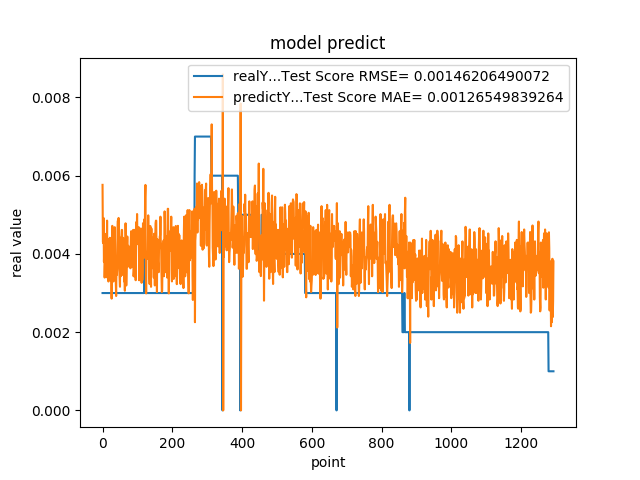 model predict
realY...Test Score RMSE= 0.00146206490072
predictY...Test Score MAE= 0.00126549839264
real value
0.008
0.006
0.004
0.002
0.000
0 200 400 600 800 1000 1200
point